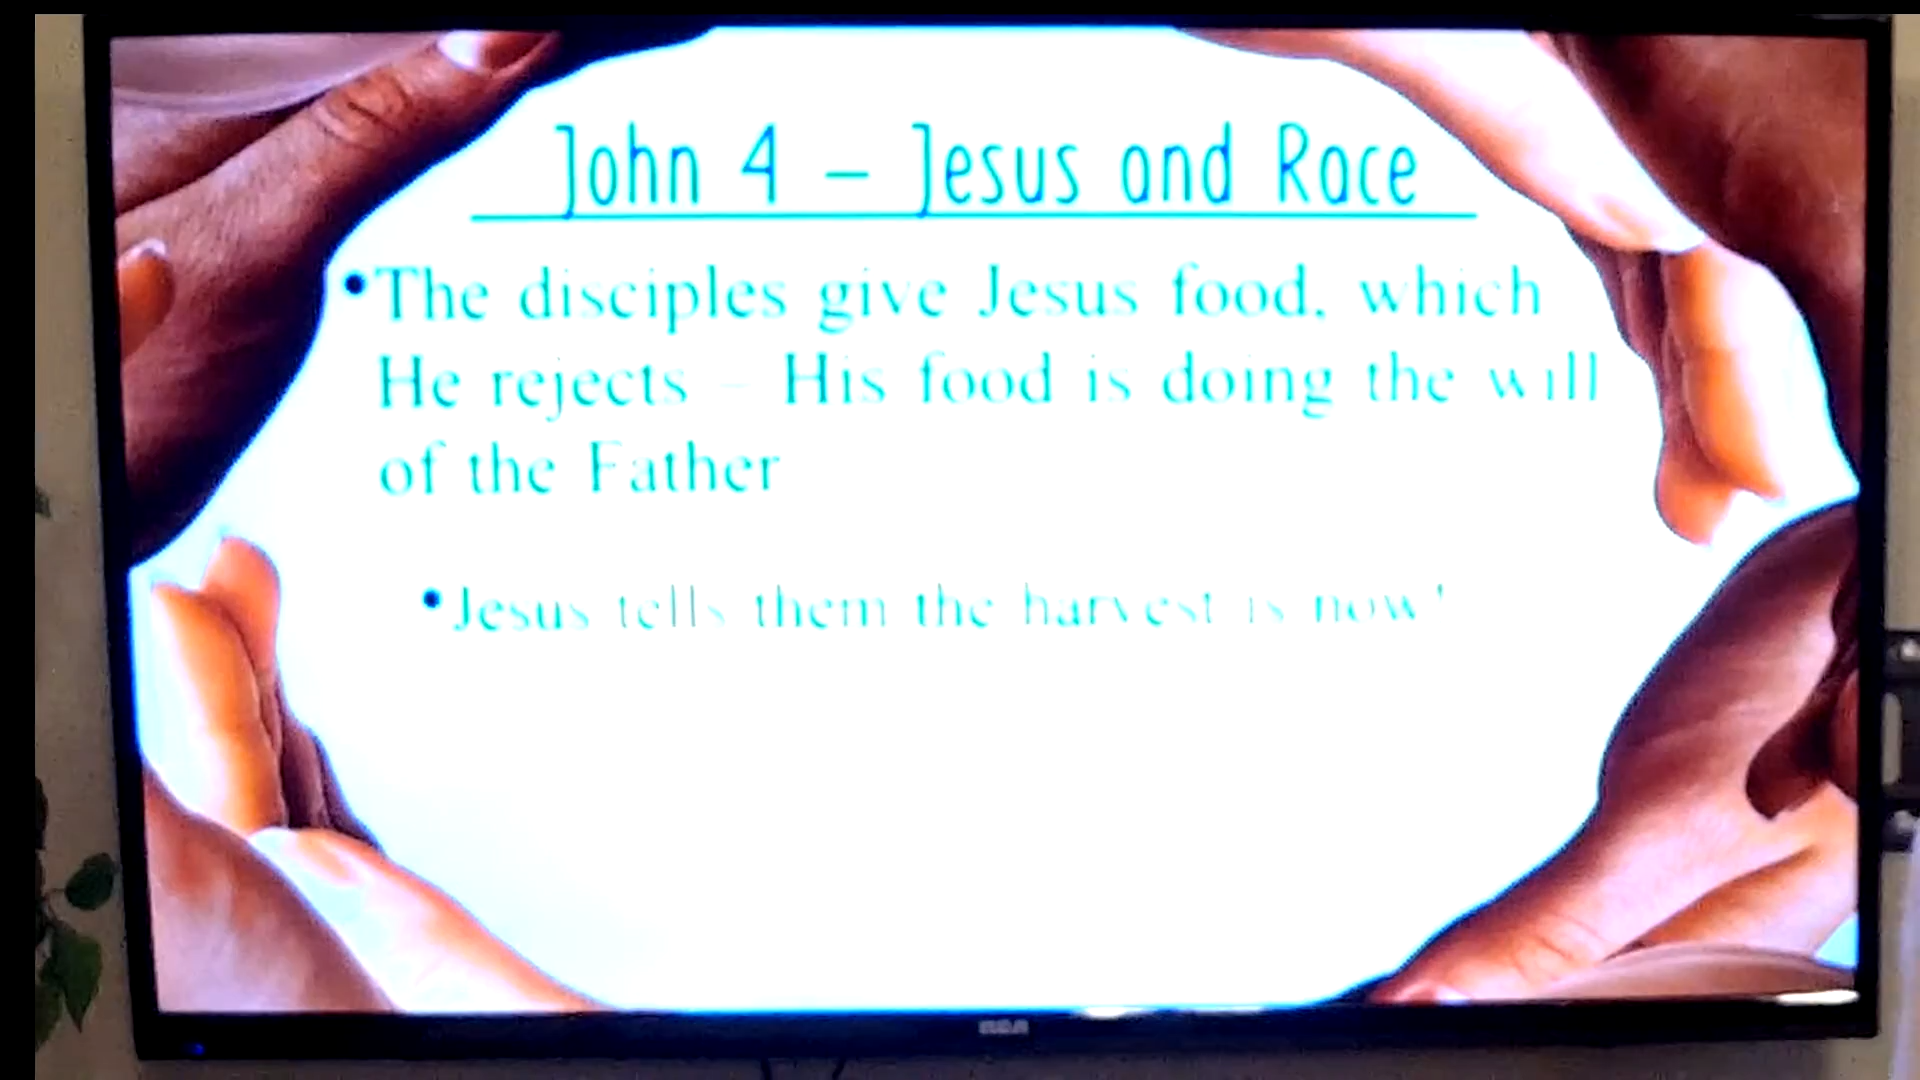 John 4 – Jesus and Race
•The disciples give Jesus food, which
He rejects – His food is doing the will
of the Father
•Jesus tells them the harvest is now!
RCA